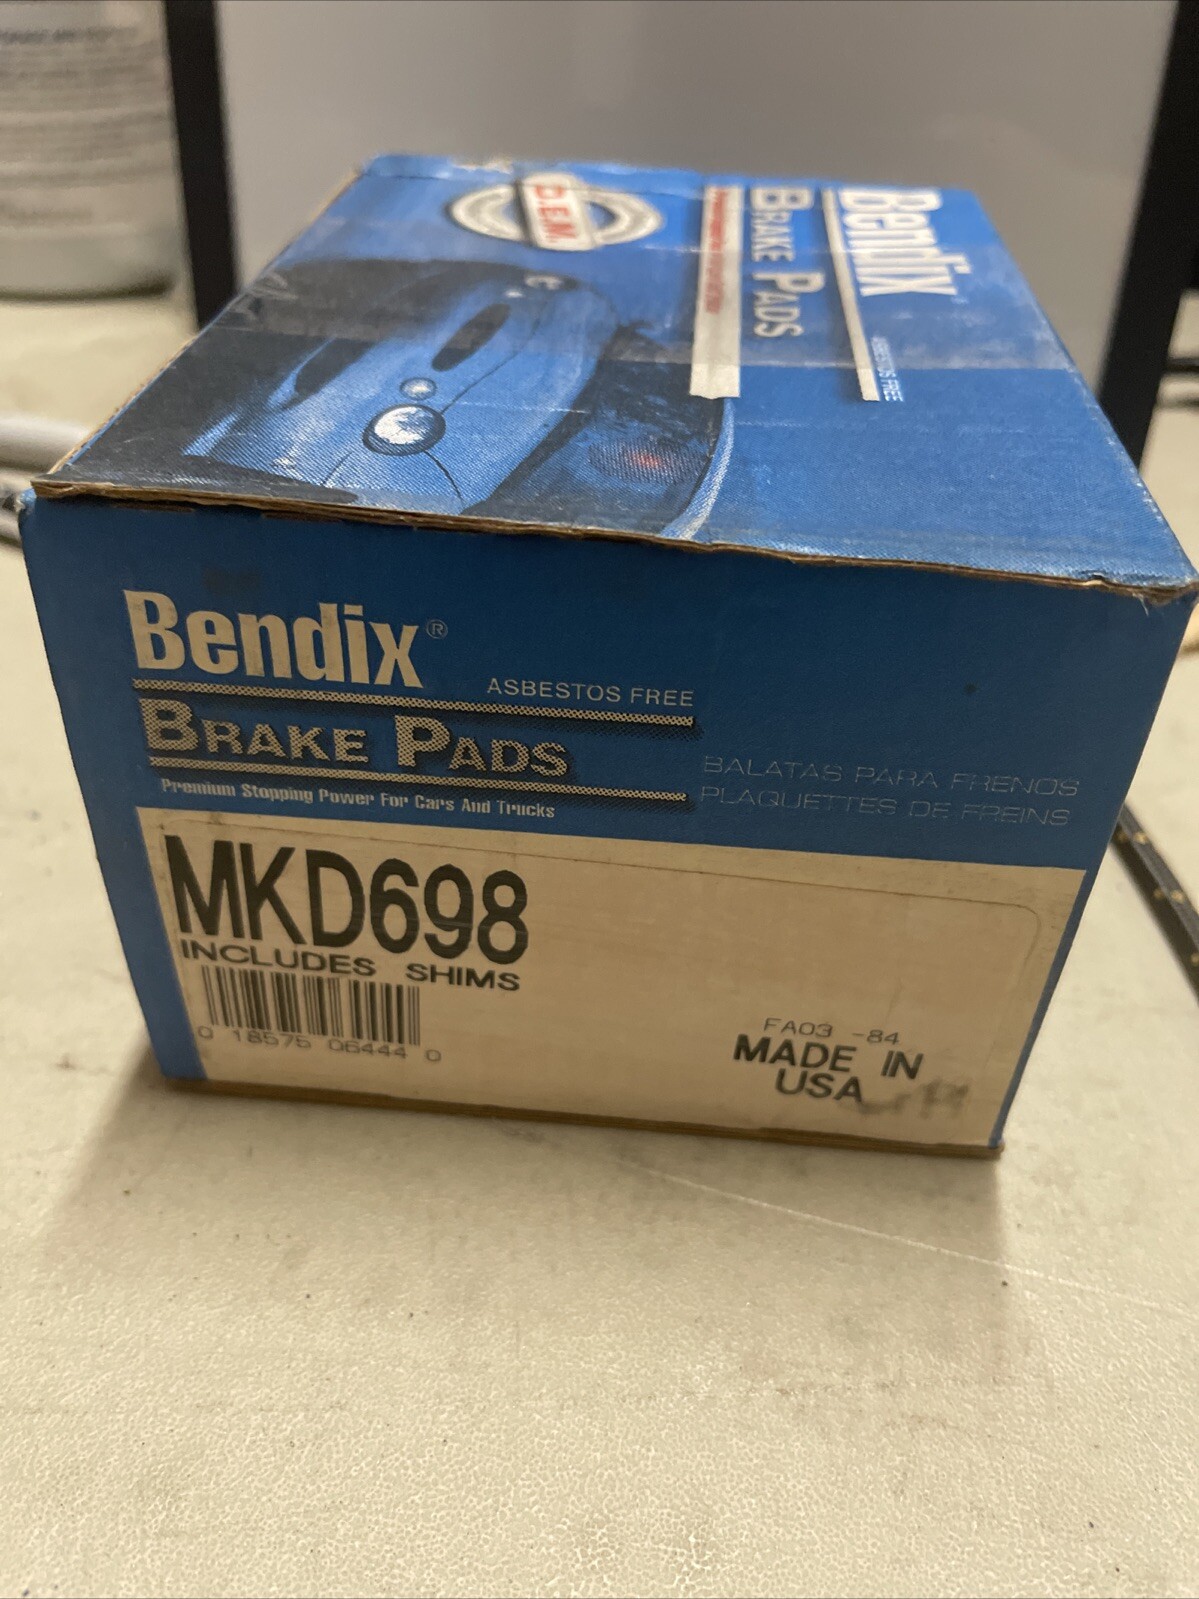 O.E.M.
Bendix
ASBESTOS FREE
BRAKE PADS
Bendix®
ASBESTOS FREE
BRAKE PADS
Premium Stopping Power For Cars And Trucks
BALATAS PARA FRENOS
PLAQUETTES DE FREINS
MKD698
INCLUDES SHIMS
0 18575 06444 0
FA03 -84
MADE IN
USA